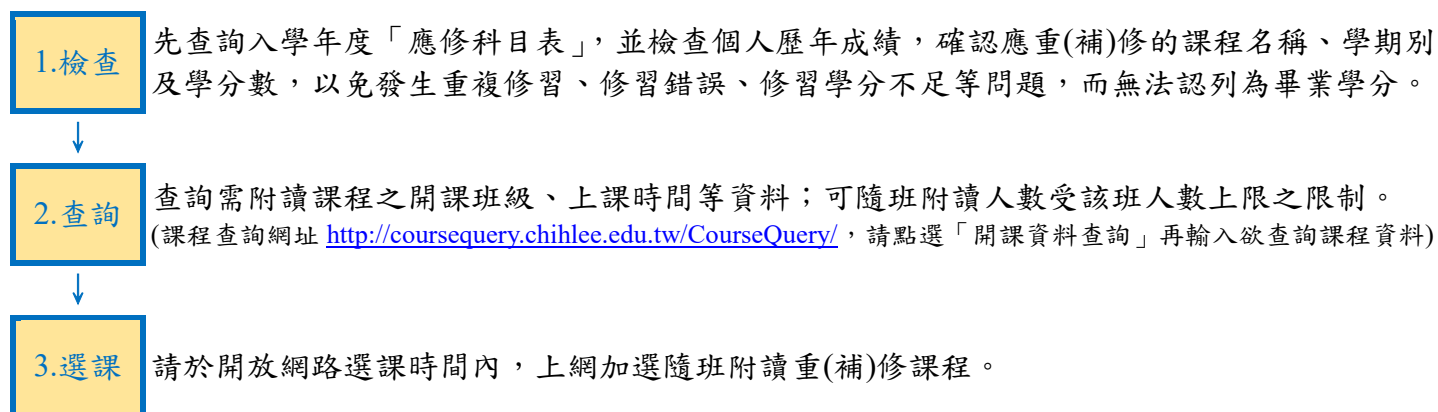 1.檢查
先查詢入學年度「應修科目表」，並檢查個人歷年成績，確認應重(補)修的課程名稱、學期別
及學分數，以免發生重複修習、修習錯誤、修習學分不足等問題，而無法認列為畢業學分。
2.查詢
查詢需附讀課程之開課班級、上課時間等資料；可隨班附讀人數受該班人數上限之限制。
(課程查詢網址 http://coursequery.chihlee.edu.tw/CourseQuery/，請點選「開課資料查詢」再輸入欲查詢課程資料)
3.選課
請於開放網路選課時間內，上網加選隨班附讀重(補)修課程。